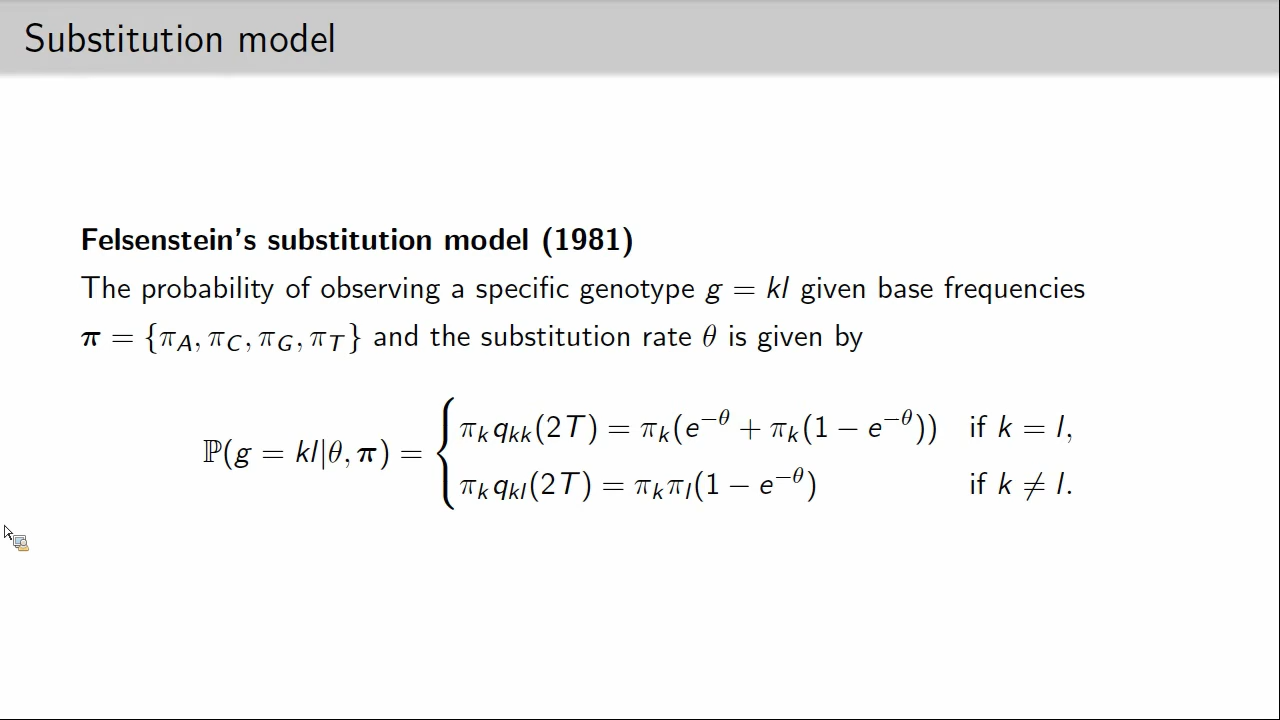 Substitution model
Felsenstein's substitution model (1981)
The probability of observing a specific genotype g = kl given base frequencies
π = {π_A, π_C, π_G, π_T} and the substitution rate θ is given by
ℙ(g = kl|θ, π) = { π_k q_kk(2T) = π_k(e^{−θ} + π_k(1 − e^{−θ})) if k = l,
π_k q_kl(2T) = π_k π_l(1 − e^{−θ}) if k ≠ l.